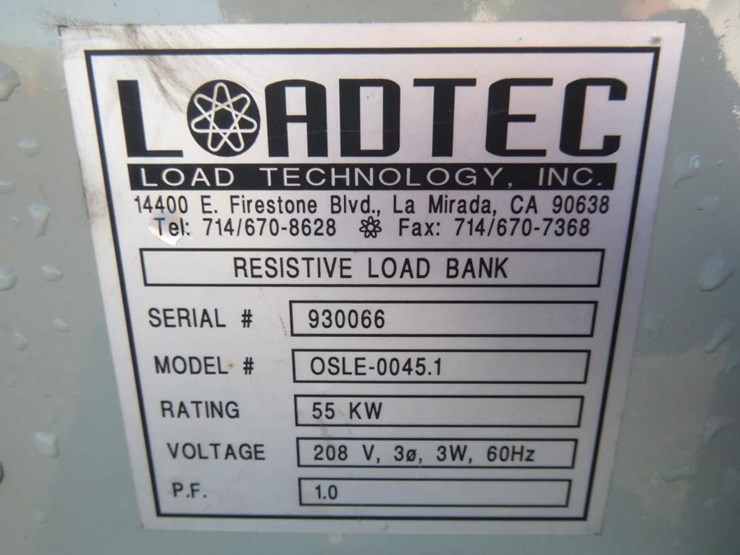 LOADTEC
LOAD TECHNOLOGY, INC.
14400 E. Firestone Blvd., La Mirada, CA 90638
Tel: 714/670-8628 Fax: 714/670-7368
RESISTIVE LOAD BANK
SERIAL # 930066
MODEL # OSLE-0045.1
RATING 55 KW
VOLTAGE 208 V, 3ø, 3W, 60Hz
P.F. 1.0